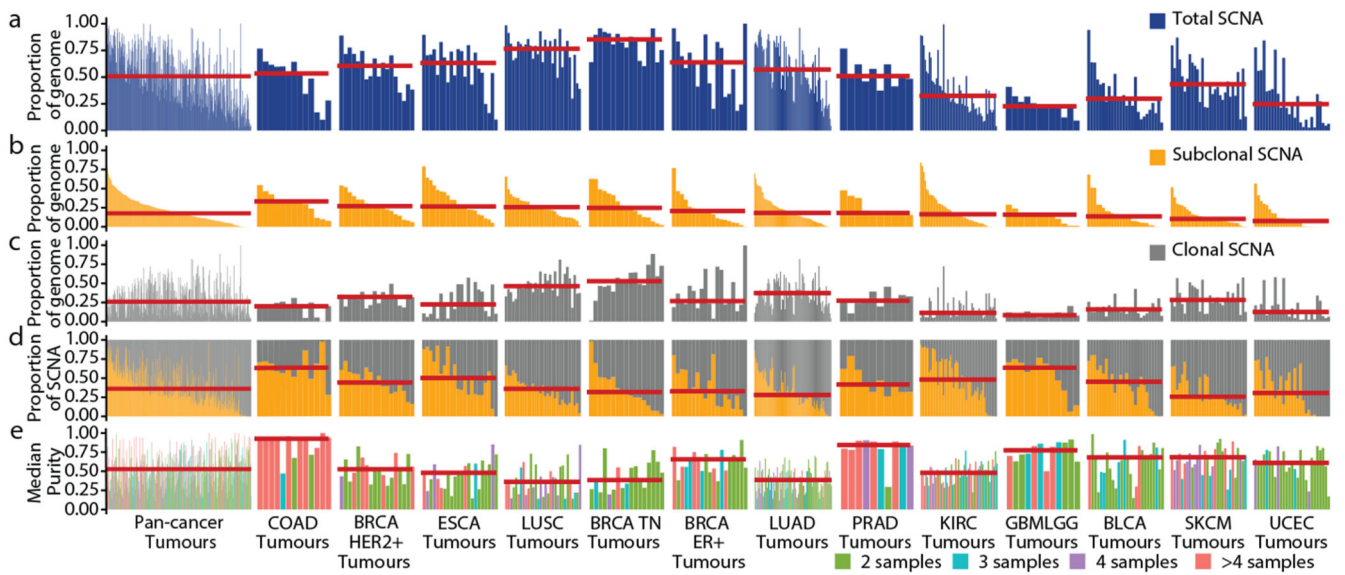 a
Proportion
of genome
1.00
0.75
0.50
0.25
0.00
Total SCNA
b
Proportion
of genome
1.00
0.75
0.50
0.25
0.00
Subclonal SCNA
c
Proportion
of genome
1.00
0.75
0.50
0.25
0.00
Clonal SCNA
d
Proportion
of SCNA
1.00
0.75
0.50
0.25
0.00
e
Median
Purity
1.00
0.75
0.50
0.25
0.00
Pan-cancer
Tumours
COAD
Tumours
BRCA
HER2+
Tumours
ESCA
Tumours
LUSC
Tumours
BRCA TN
Tumours
BRCA
ER+
Tumours
LUAD
Tumours
PRAD
Tumours
KIRC
Tumours
GBMLGG
Tumours
BLCA
Tumours
SKCM
Tumours
UCEC
Tumours
2 samples 3 samples 4 samples >4 samples